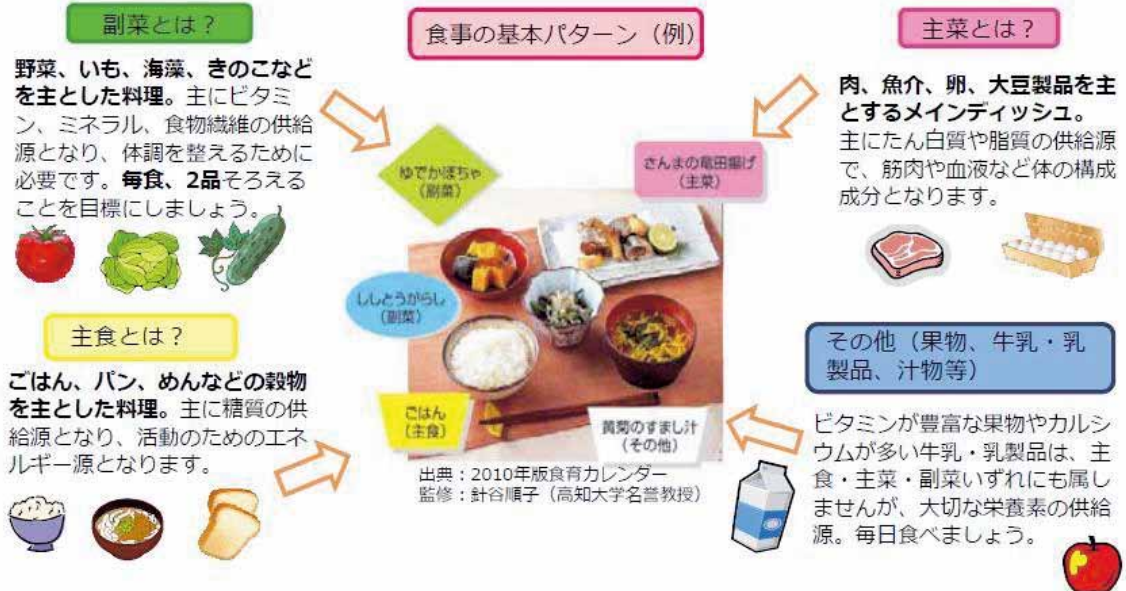 副菜とは？
野菜、いも、海藻、きのこなど
を主とした料理。主にビタミ
ン、ミネラル、食物繊維の供給
源となり、体調を整えるために
必要です。毎食、2品そろえる
ことを目標にしましょう。
食事の基本パターン（例）
主菜とは？
肉、魚介、卵、大豆製品を主
とするメインディッシュ。
主にたん白質や脂質の供給源
で、筋肉や血液など体の構成
成分となります。
ゆでかぼちゃ
（副菜）
さんまの竜田揚げ
（主菜）
ししとうがらし
（副菜）
ごはん
（主食）
黄菊のすまし汁
（その他）
出典：2010年版食育カレンダー
監修：針谷順子（高知大学名誉教授）
主食とは？
ごはん、パン、めんなどの穀物
を主とした料理。主に糖質の供
給源となり、活動のためのエネ
ルギー源となります。
その他（果物、牛乳・乳
製品、汁物等）
ビタミンが豊富な果物やカルシ
ウムが多い牛乳・乳製品は、主
食・主菜・副菜いずれにも属し
ませんが、大切な栄養素の供給
源。毎日食べましょう。